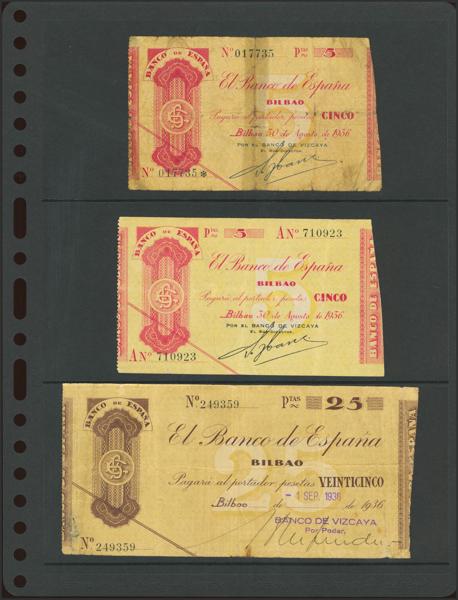 BANCO DE ESPAÑA
Nº 017735 PTAS 5
El Banco de España
BILBAO
Pagará al portador pesetas CINCO
Bilbao 30 de Agosto de 1936
POR EL BANCO DE VIZCAYA
Nº 017735*
BANCO DE ESPAÑA
PTAS 5 A Nº 710923
El Banco de España
BILBAO
Pagará al portador pesetas CINCO
Bilbao 30 de Agosto de 1936
POR EL BANCO DE VIZCAYA
A Nº 710923
BANCO DE ESPAÑA
BANCO DE ESPAÑA
Nº 249359 PTAS 25
El Banco de España
BILBAO
25
Pagará al portador pesetas VEINTICINCO
- 1 SEP. 1936
Bilbao de de 1936
BANCO DE VIZCAYA
Por Poder,
Nº 249359